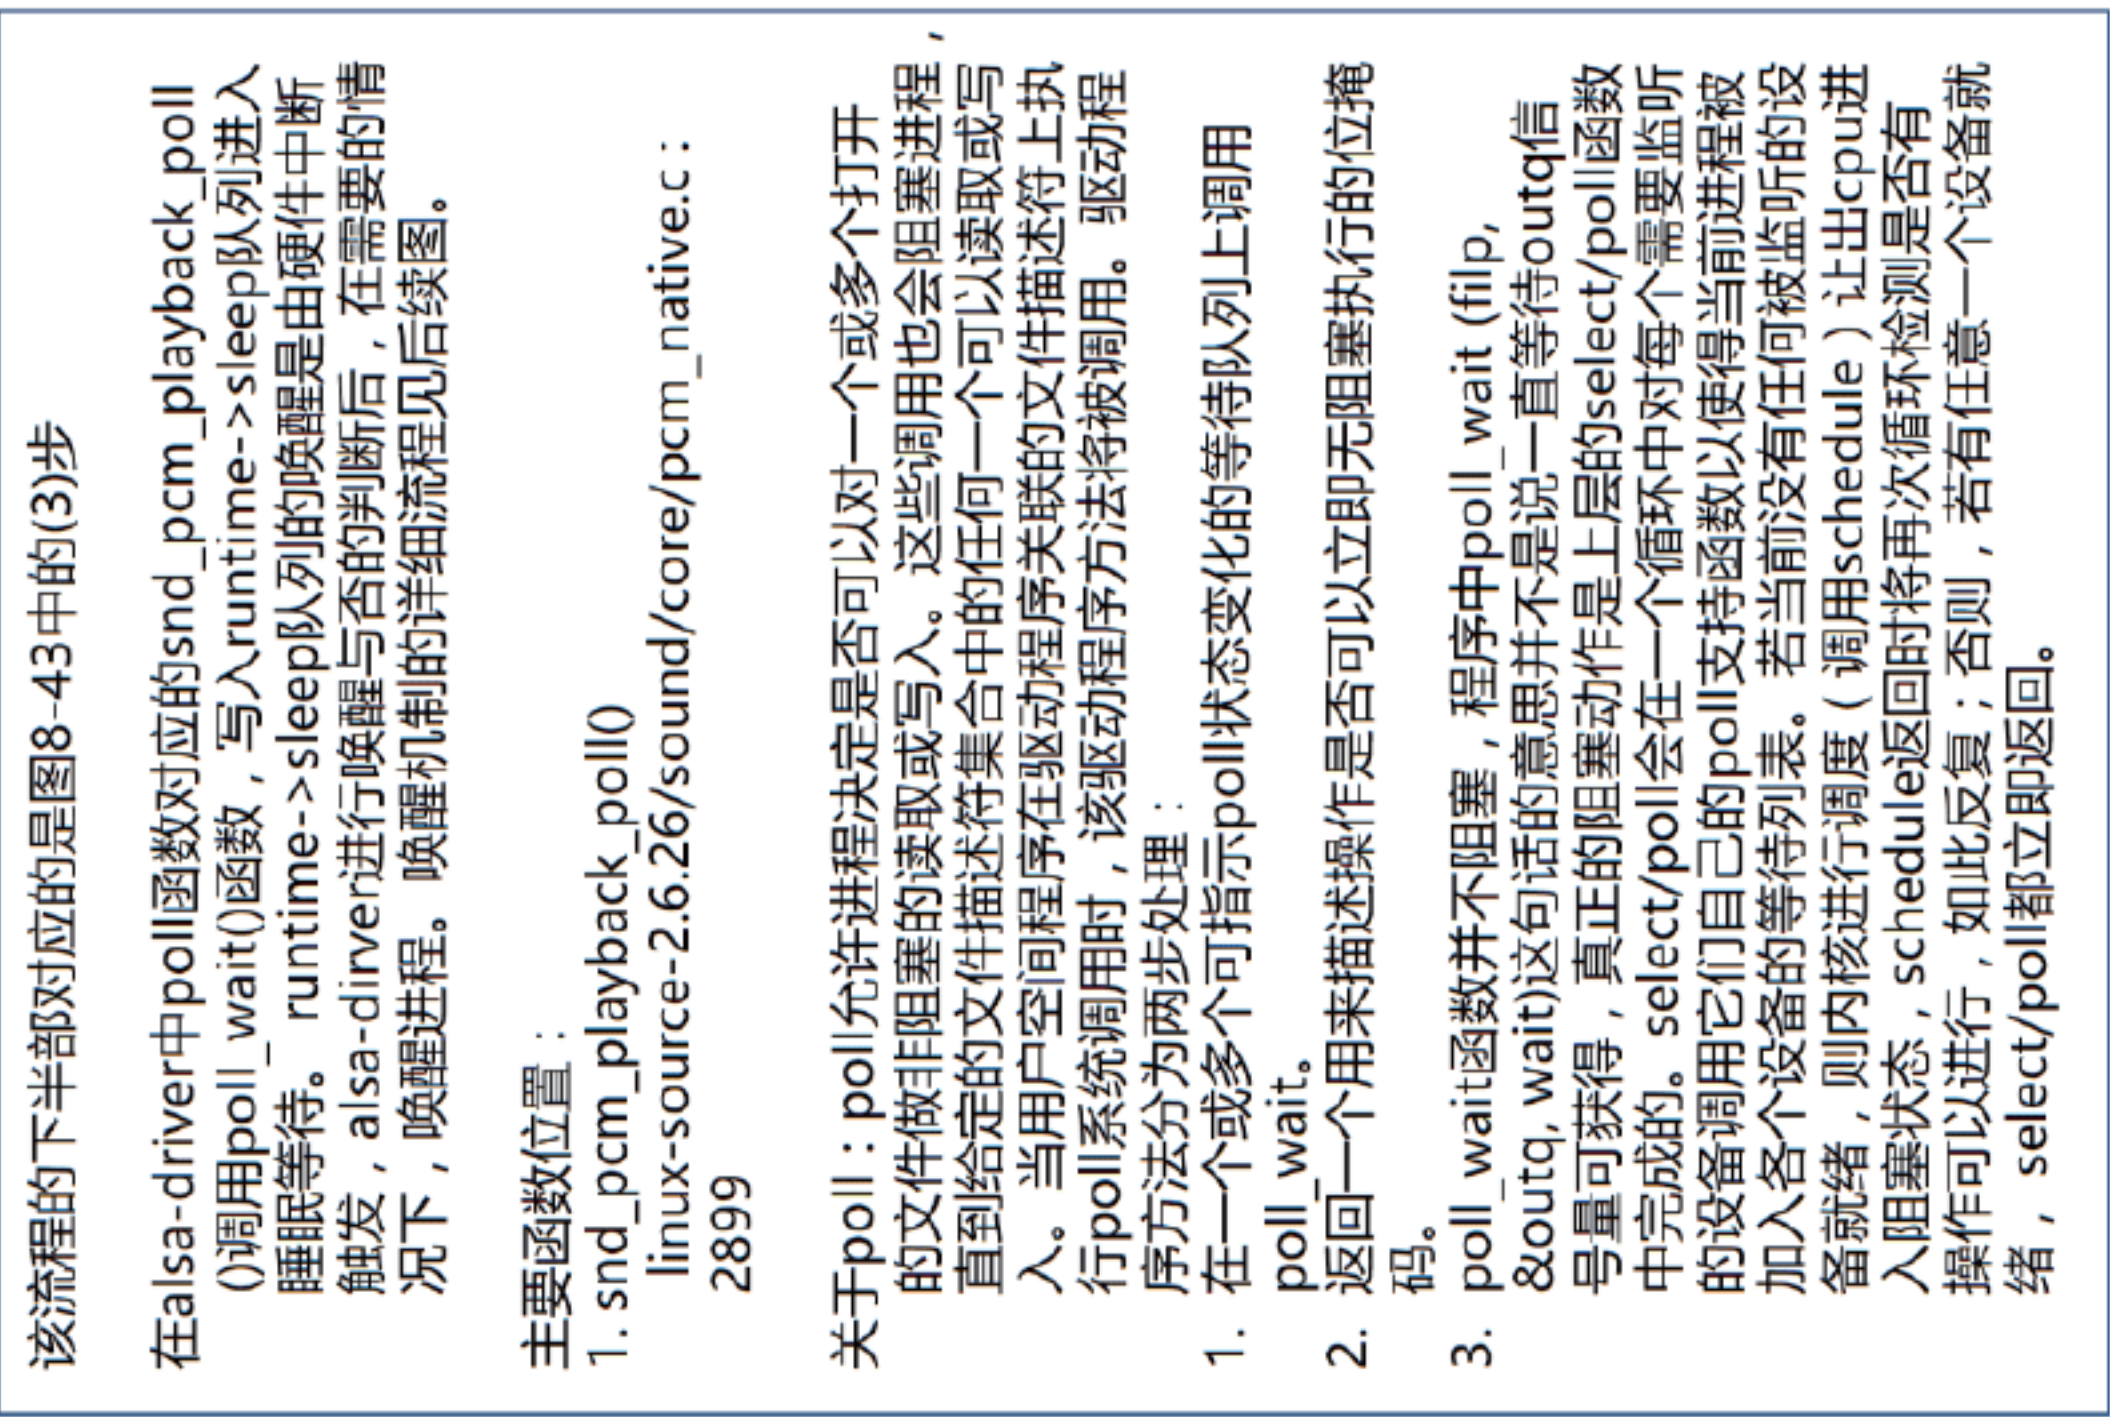 该流程的下半部对应的是图8-43中的(3)步
在alsa-driver中poll函数对应的snd_pcm_playback_poll
()调用poll_wait()函数，写入runtime->sleep队列进入
睡眠等待。 runtime->sleep队列的唤醒是由硬件中断
触发，alsa-dirver进行唤醒与否的判断后，在需要的情
况下，唤醒进程。 唤醒机制的详细流程见后续图。
主要函数位置：
1. snd_pcm_playback_poll()
linux-source-2.6.26/sound/core/pcm_native.c：
2899
关于poll：poll允许进程决定是否可以对一个或多个打开
的文件做非阻塞的读取或写入。 这些调用也会阻塞进程，
直到给定的文件描述符集合中的任何一个可以读取或写
入。 当用户空间程序在驱动程序关联的文件描述符上执
行poll系统调用时，该驱动程序方法将被调用。 驱动程
序方法分为两步处理：
1. 在一个或多个可指示poll状态变化的等待队列上调用
poll_wait。
2. 返回一个用来描述操作是否可以立即无阻塞执行的位掩
码。
3. poll_wait函数并不阻塞，程序中poll_wait (filp,
&outq, wait)这句话的意思并不是说一直等待outq信
号量可获得，真正的阻塞动作是上层的select/poll函数
中完成的。 select/poll会在一个循环中对每个需要监听
的设备调用它们自己的poll支持函数以使得当前进程被
加入各个设备的等待列表。 若当前没有任何被监听的设
备就绪，则内核进行调度（调用schedule）让出cpu进
入阻塞状态，schedule返回时将再次循环检测是否有
操作可以进行，如此反复；否则，若有任意一个设备就
绪，select/poll都立即返回。